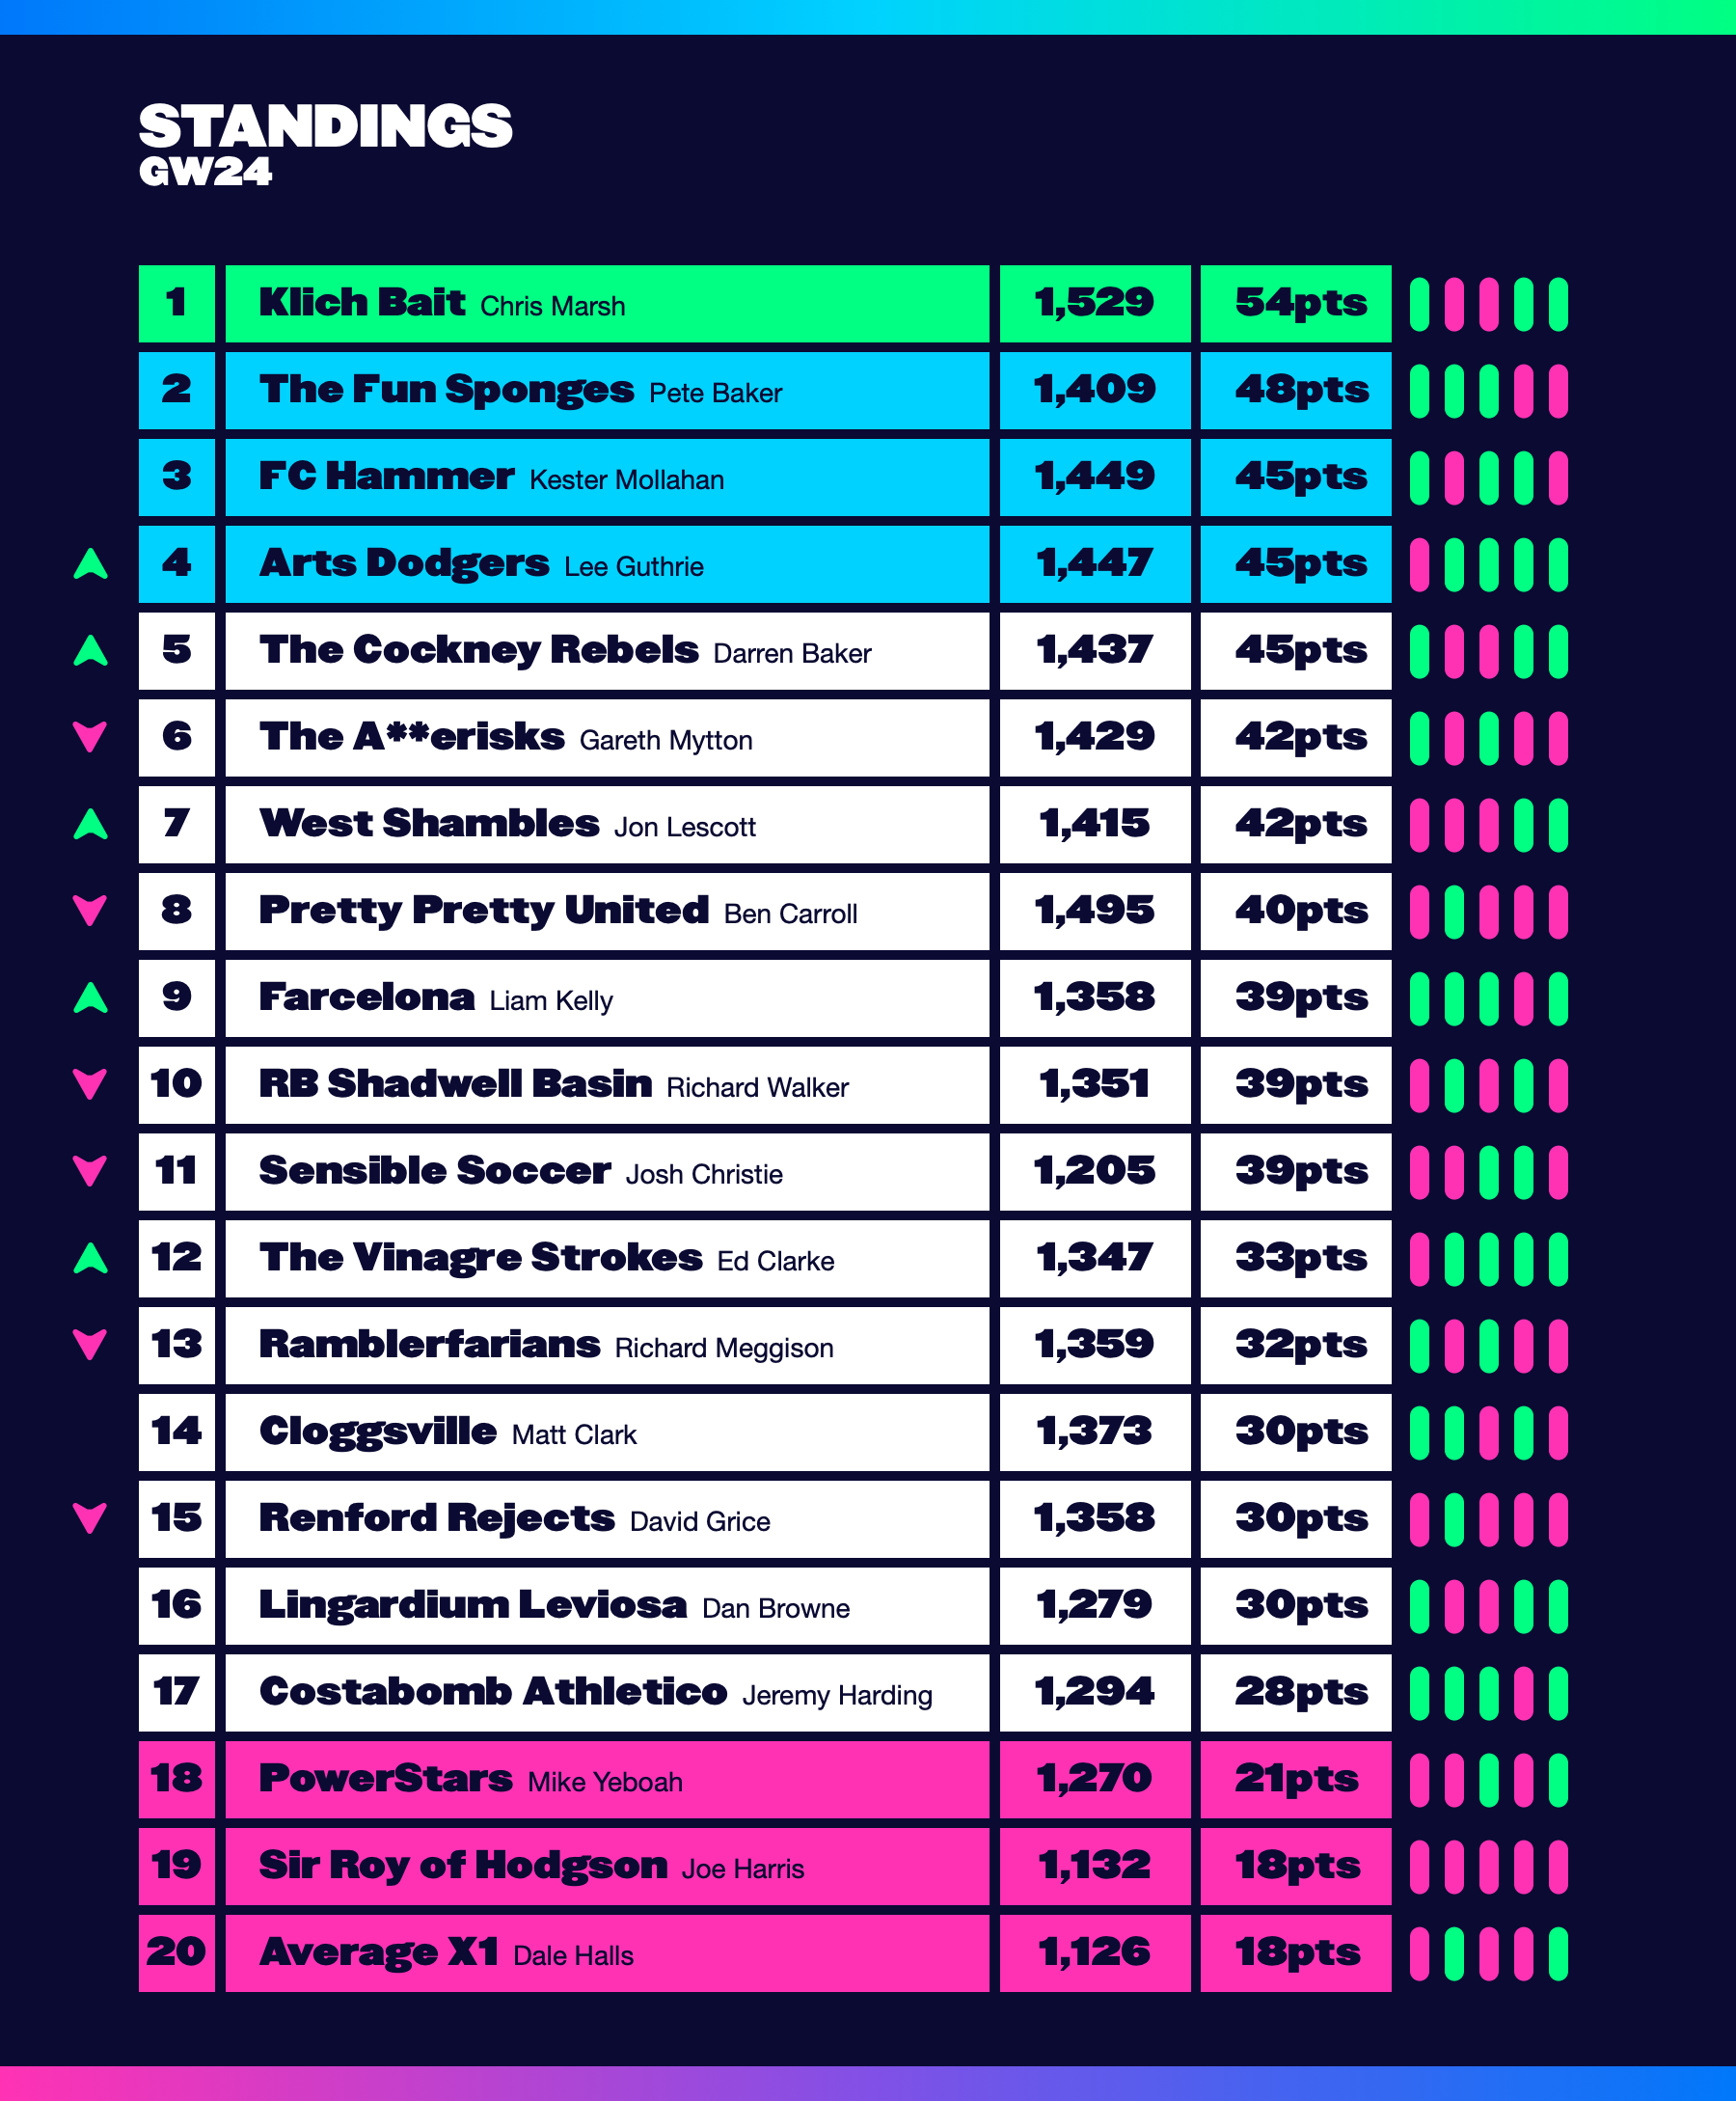 STANDINGS
GW24
1 Klich Bait Chris Marsh 1,529 54pts
2 The Fun Sponges Pete Baker 1,409 48pts
3 FC Hammer Kester Mollahan 1,449 45pts
4 Arts Dodgers Lee Guthrie 1,447 45pts
5 The Cockney Rebels Darren Baker 1,437 45pts
6 The A**erisks Gareth Mytton 1,429 42pts
7 West Shambles Jon Lescott 1,415 42pts
8 Pretty Pretty United Ben Carroll 1,495 40pts
9 Farcelona Liam Kelly 1,358 39pts
10 RB Shadwell Basin Richard Walker 1,351 39pts
11 Sensible Soccer Josh Christie 1,205 39pts
12 The Vinagre Strokes Ed Clarke 1,347 33pts
13 Ramblerfarians Richard Meggison 1,359 32pts
14 Cloggsville Matt Clark 1,373 30pts
15 Renford Rejects David Grice 1,358 30pts
16 Lingardium Leviosa Dan Browne 1,279 30pts
17 Costabomb Athletico Jeremy Harding 1,294 28pts
18 PowerStars Mike Yeboah 1,270 21pts
19 Sir Roy of Hodgson Joe Harris 1,132 18pts
20 Average X1 Dale Halls 1,126 18pts